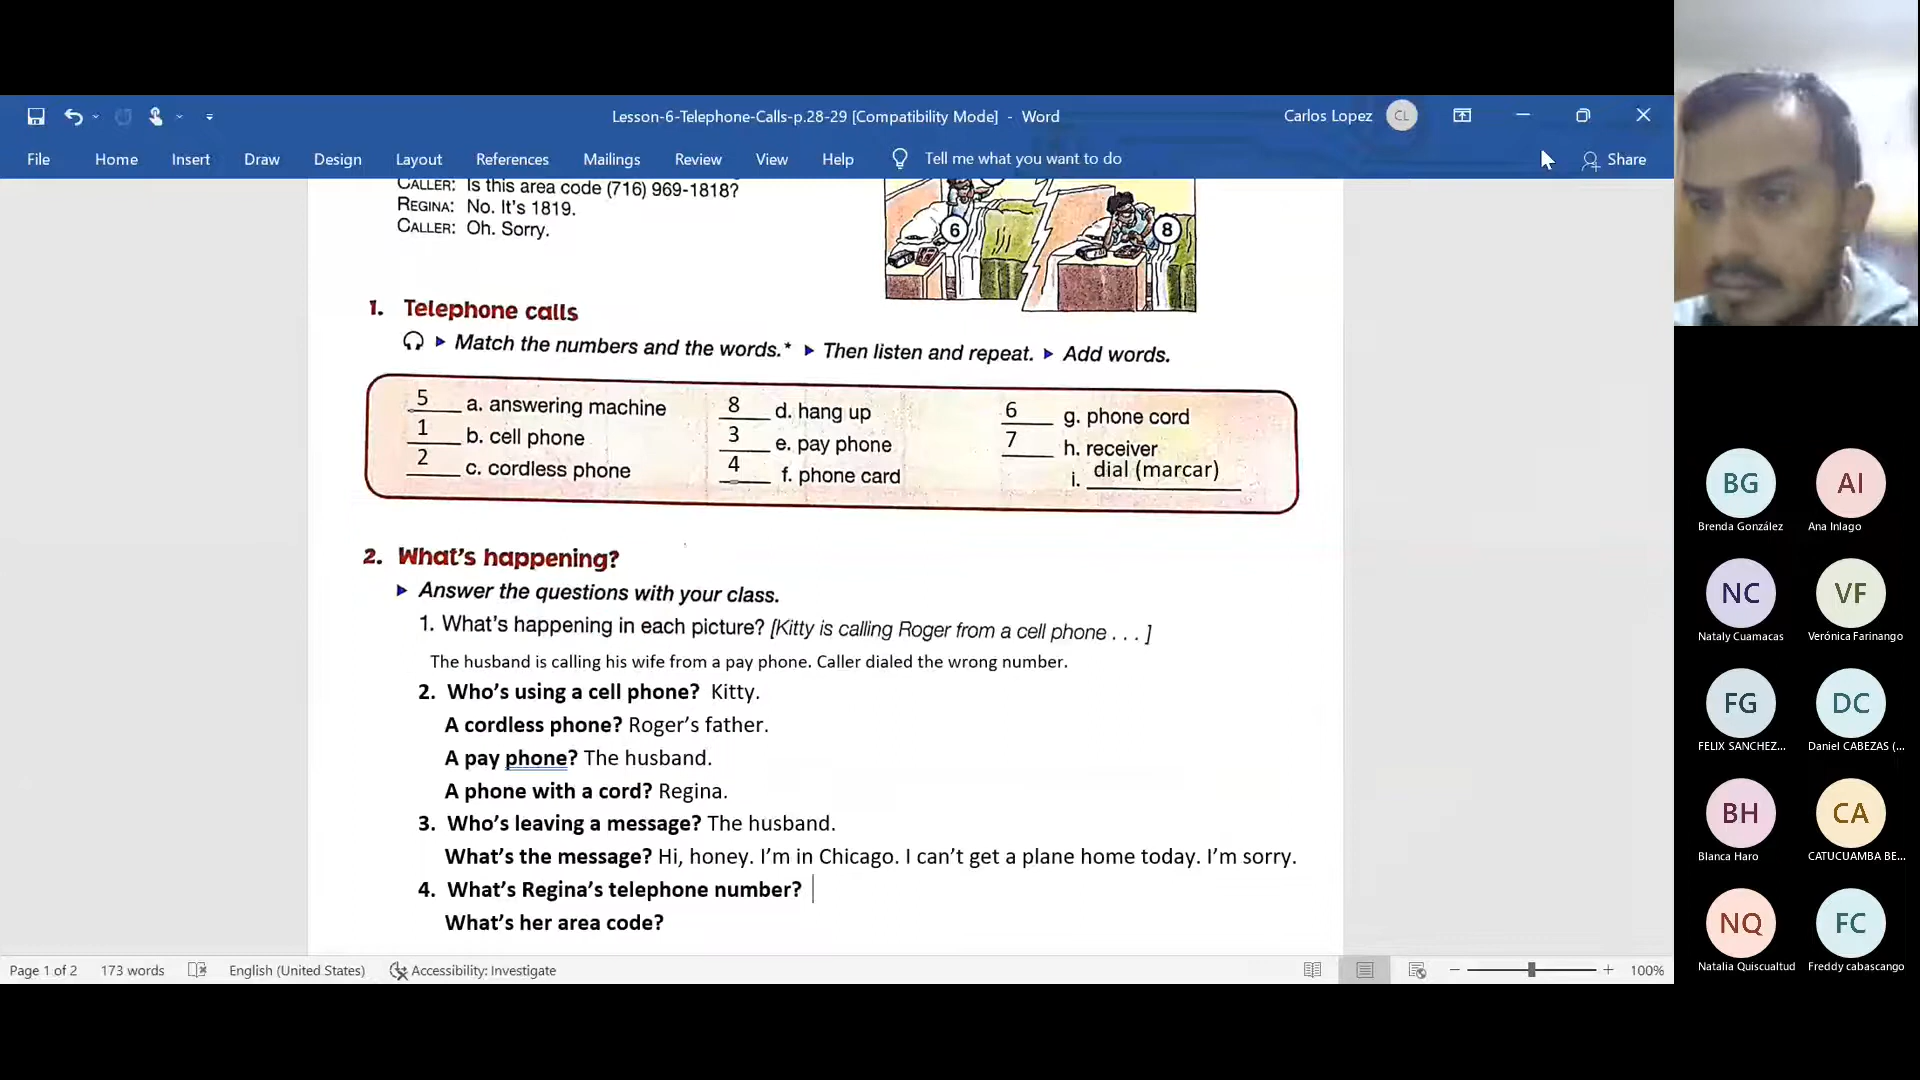 Lesson-6-Telephone-Calls-p.28-29 [Compatibility Mode] - Word
Carlos Lopez CL
File Home Insert Draw Design Layout References Mailings Review View Help Tell me what you want to do Share
CALLER: Is this area code (716) 969-1818?
REGINA: No. It's 1819.
CALLER: Oh. Sorry.
6
8
1. Telephone calls
Match the numbers and the words.* Then listen and repeat. Add words.
5 a. answering machine
1 b. cell phone
2 c. cordless phone
8 d. hang up
3 e. pay phone
4 f. phone card
6 g. phone cord
7 h. receiver
i. dial (marcar)
2. What's happening?
Answer the questions with your class.
1. What's happening in each picture? [Kitty is calling Roger from a cell phone . . . ]
The husband is calling his wife from a pay phone. Caller dialed the wrong number.
2. Who's using a cell phone? Kitty.
A cordless phone? Roger's father.
A pay phone? The husband.
A phone with a cord? Regina.
3. Who's leaving a message? The husband.
What's the message? Hi, honey. I'm in Chicago. I can't get a plane home today. I'm sorry.
4. What's Regina's telephone number?
What's her area code?
Page 1 of 2 173 words English (United States) Accessibility: Investigate 100%
BG
Brenda González
AI
Ana Inlago
NC
Nataly Cuamacas
VF
Verónica Farinango
FG
FELIX SANCHEZ...
DC
Daniel CABEZAS (...
BH
Blanca Haro
CA
CATUCUAMBA BE...
NQ
Natalia Quiscualtud
FC
Freddy cabascango